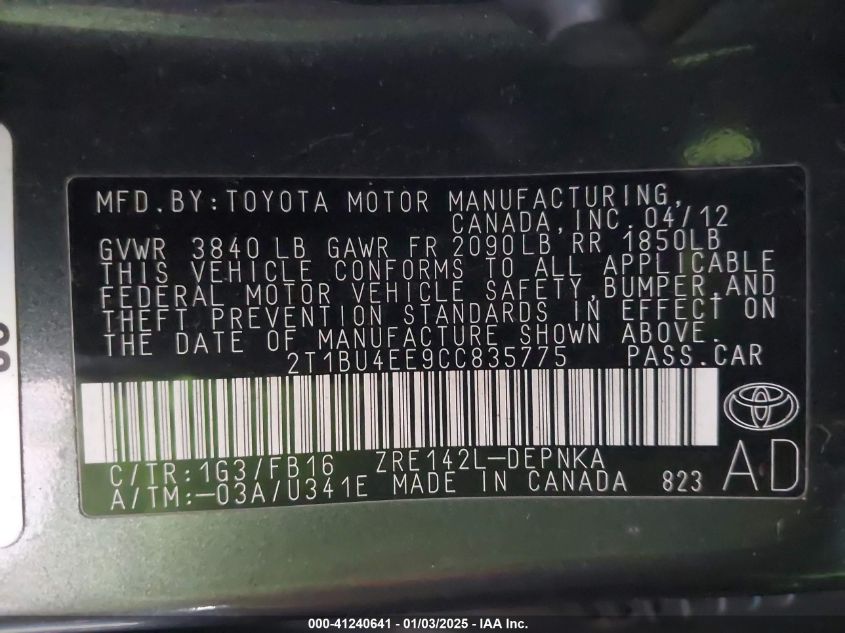 MFD.BY:TOYOTA MOTOR MANUFACTURING,
CANADA,INC. 04/12
GVWR 3840 LB GAWR FR 2090LB RR 1850LB
THIS VEHICLE CONFORMS TO ALL APPLICABLE
FEDERAL MOTOR VEHICLE SAFETY,BUMPER,AND
THEFT PREVENTION STANDARDS IN EFFECT ON
THE DATE OF MANUFACTURE SHOWN ABOVE.
2T1BU4EE9CC835775 PASS.CAR
C/TR:1G3/FB16 ZRE142L-DEPNKA
A/TM:-03A/U341E MADE IN CANADA 823
AD
000-41240641 - 01/03/2025 - IAA Inc.